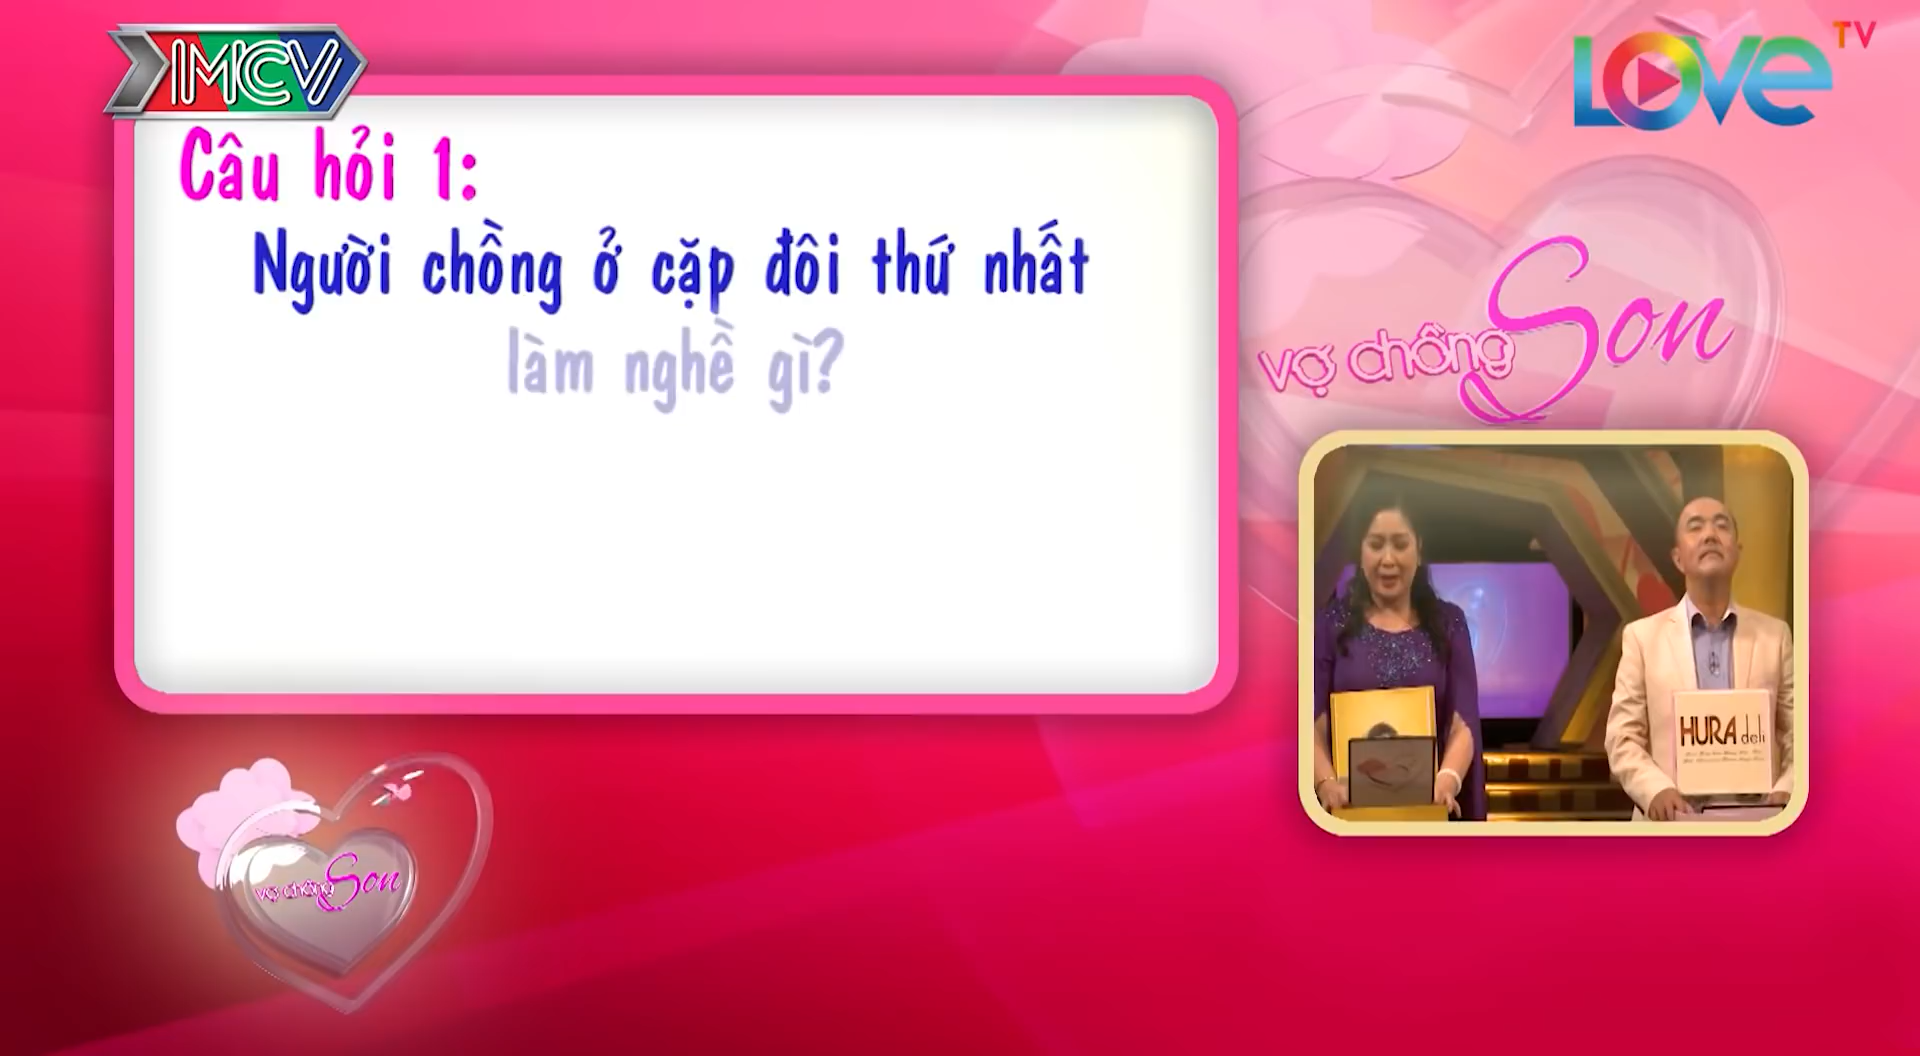 MCV
LOVE TV
Câu hỏi 1:
Người chồng ở cặp đôi thứ nhất
làm nghề gì?
vợ chồng Son
HURA deli
vợ chồng Son